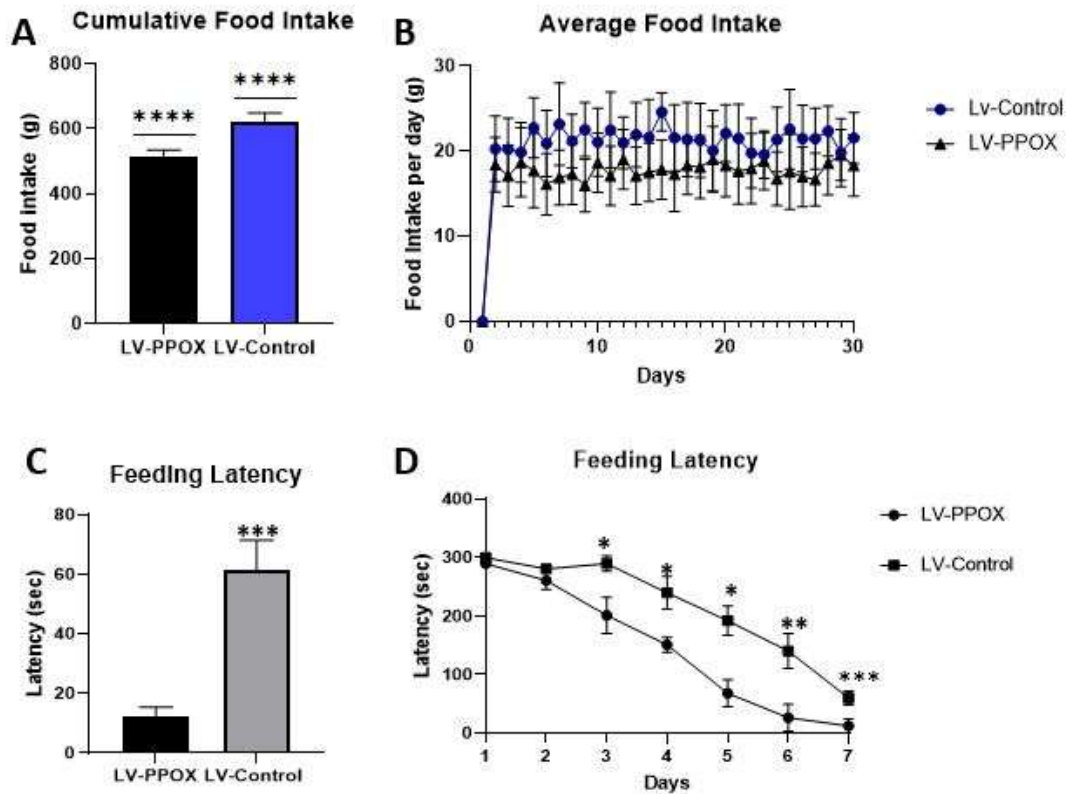 A
Cumulative Food Intake
Food intake (g)
800
600
400
200
0
****
****
LV-PPOX LV-Control
B
Average Food Intake
Food Intake per day (g)
30
20
10
0
0 10 20 30
Days
Lv-Control
LV-PPOX
C
Feeding Latency
Latency (sec)
80
60
40
20
0
***
LV-PPOX LV-Control
D
Feeding Latency
Latency (sec)
400
300
200
100
0
*
*
*
**
***
1 2 3 4 5 6 7
Days
LV-PPOX
LV-Control